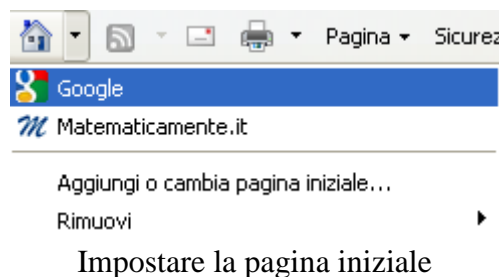 Pagina Sicurez
Google
Matematicamente.it
Aggiungi o cambia pagina iniziale...
Rimuovi
Impostare la pagina iniziale